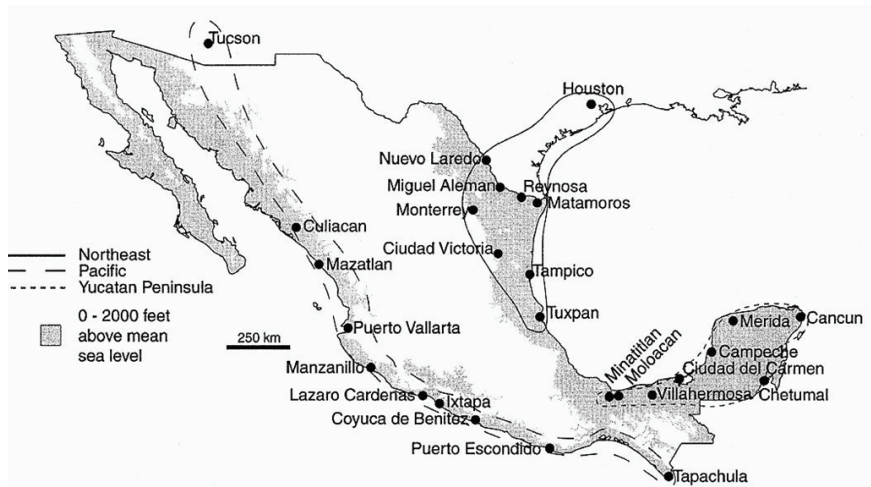 Tucson
Houston
Nuevo Laredo
Miguel Aleman
Reynosa
Monterrey
Matamoros
Culiacan
Ciudad Victoria
Mazatlan
Tampico
Northeast
Pacific
Yucatan Peninsula
0 - 2000 feet
above mean
sea level
250 km
Puerto Vallarta
Tuxpan
Merida
Cancun
Minatitlan
Moloacan
Campeche
Ciudad del Carmen
Manzanillo
Lazaro Cardenas
Ixtapa
Villahermosa
Chetumal
Coyuca de Benitez
Puerto Escondido
Tapachula